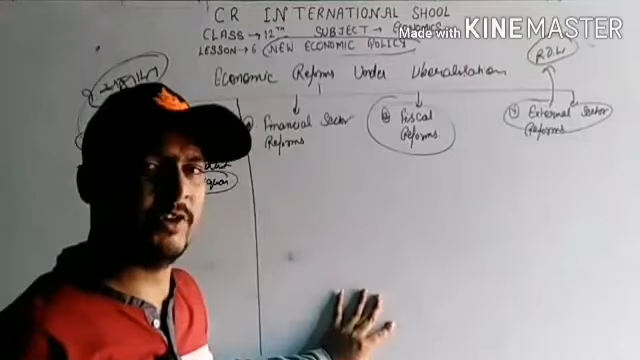 CR INTERNATIONAL SHOOL
CLASS → 12TH SUBJECT → ECONOMICS
Made with KINEMASTER
LESSON → 6 NEW ECONOMIC POLICY
Economic Reforms Under Liberalisation
Financial Sector
Reforms
Fiscal
Reforms
External Sector
Reforms